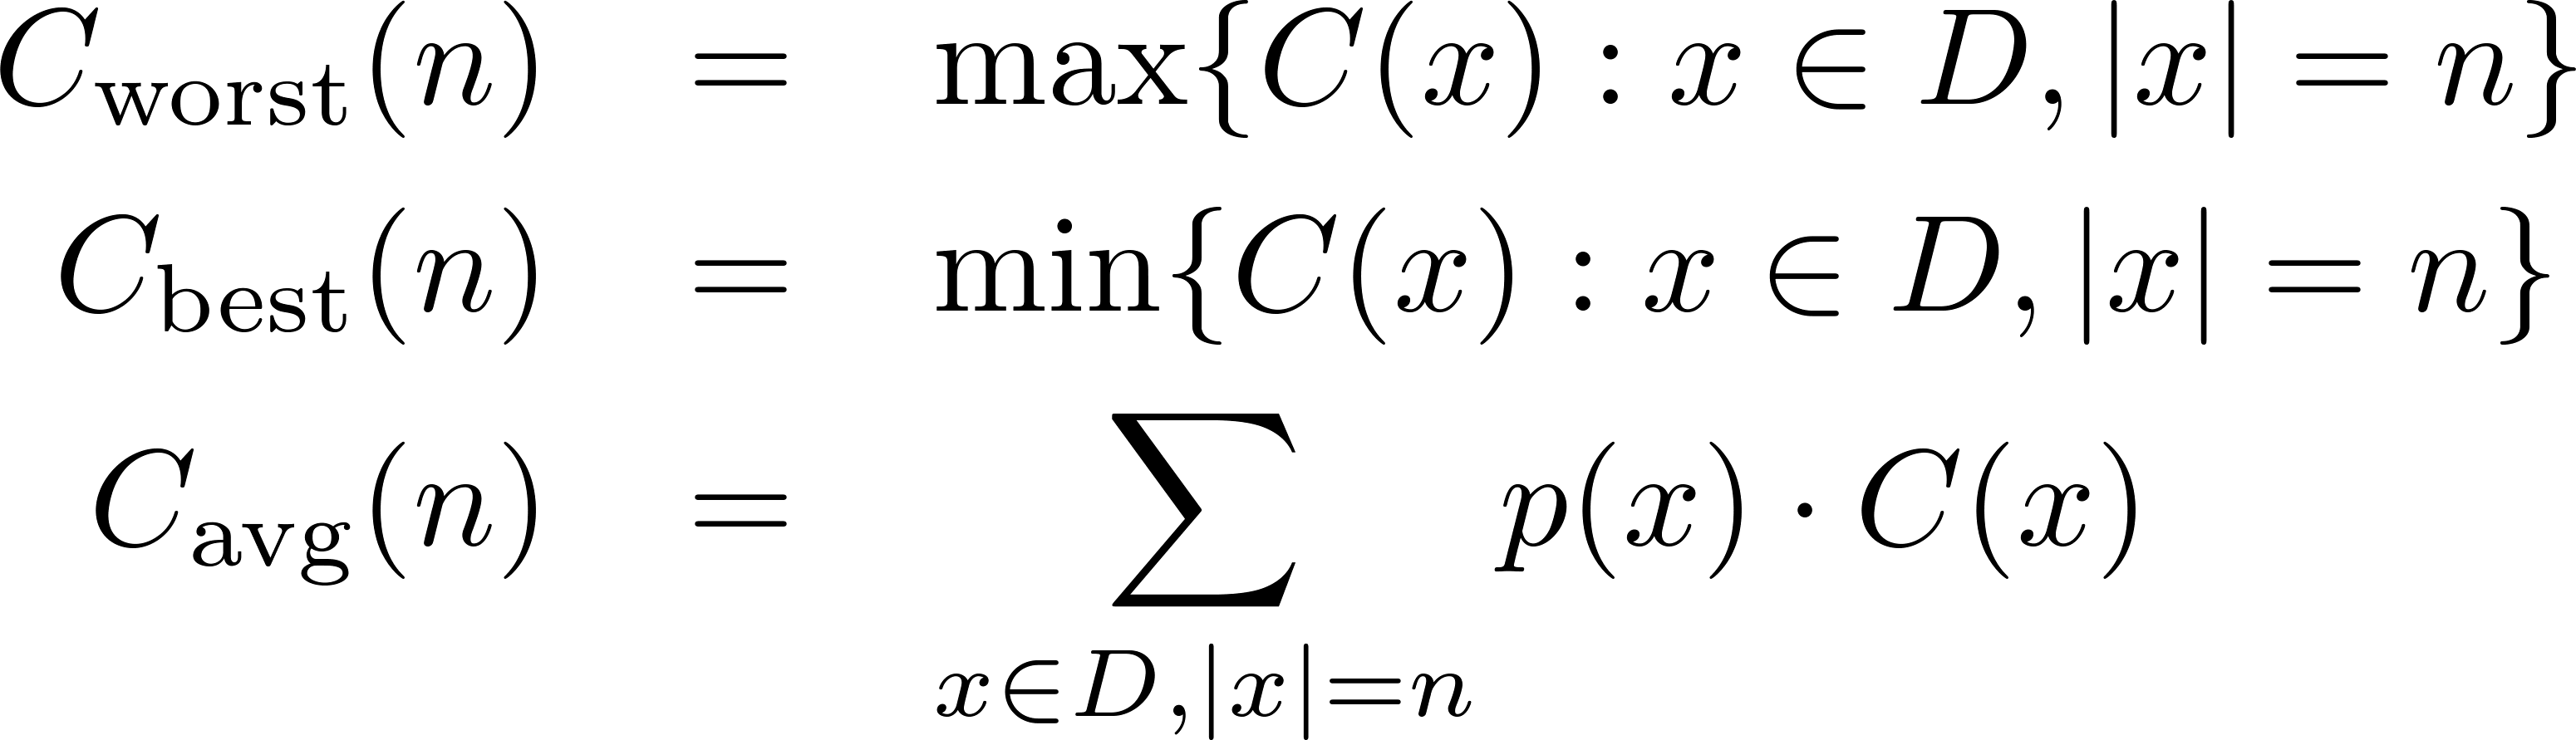 C_worst(n) = max{C(x) : x ∈ D, |x| = n}
C_best(n) = min{C(x) : x ∈ D, |x| = n}
C_avg(n) = ∑_{x∈D,|x|=n} p(x) · C(x)